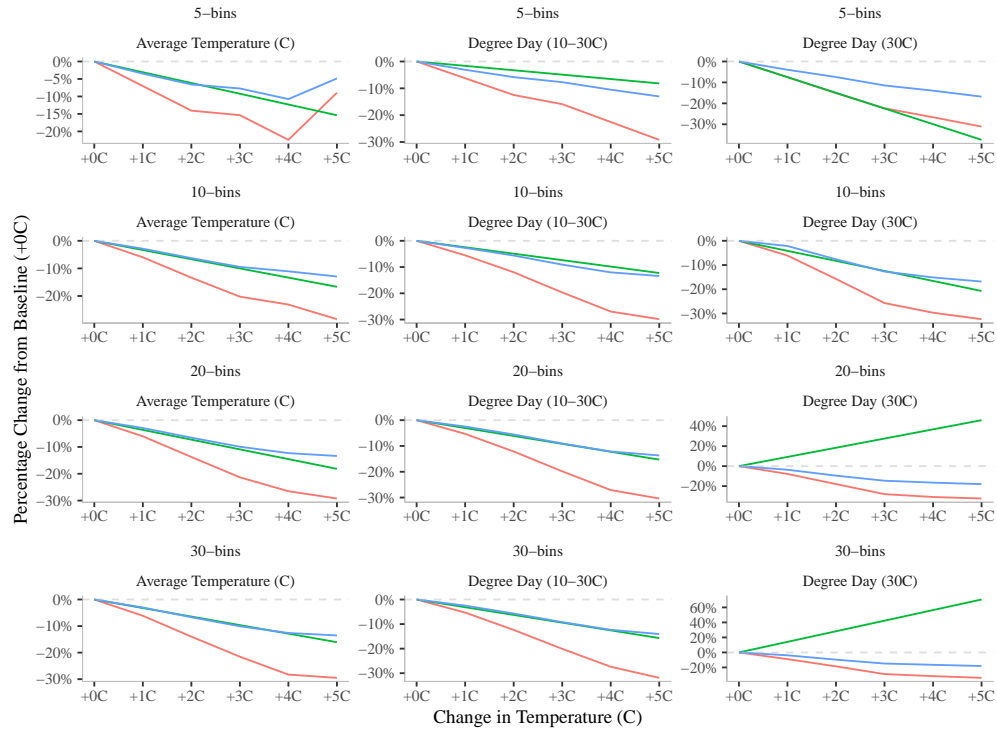 5−bins
5−bins
5−bins
Average Temperature (C)
Degree Day (10−30C)
Degree Day (30C)
0%
−5%
−10%
−15%
−20%
+0C +1C +2C +3C +4C +5C
0%
−10%
−20%
−30%
+0C +1C +2C +3C +4C +5C
0%
−10%
−20%
−30%
+0C +1C +2C +3C +4C +5C
10−bins
10−bins
10−bins
Average Temperature (C)
Degree Day (10−30C)
Degree Day (30C)
0%
−10%
−20%
+0C +1C +2C +3C +4C +5C
0%
−10%
−20%
−30%
+0C +1C +2C +3C +4C +5C
0%
−10%
−20%
−30%
+0C +1C +2C +3C +4C +5C
20−bins
20−bins
20−bins
Average Temperature (C)
Degree Day (10−30C)
Degree Day (30C)
0%
−10%
−20%
−30%
+0C +1C +2C +3C +4C +5C
0%
−10%
−20%
−30%
+0C +1C +2C +3C +4C +5C
40%
20%
0%
−20%
+0C +1C +2C +3C +4C +5C
30−bins
30−bins
30−bins
Average Temperature (C)
Degree Day (10−30C)
Degree Day (30C)
0%
−10%
−20%
−30%
+0C +1C +2C +3C +4C +5C
0%
−10%
−20%
−30%
+0C +1C +2C +3C +4C +5C
60%
40%
20%
0%
−20%
+0C +1C +2C +3C +4C +5C
Change in Temperature (C)
Percentage Change from Baseline (+0C)